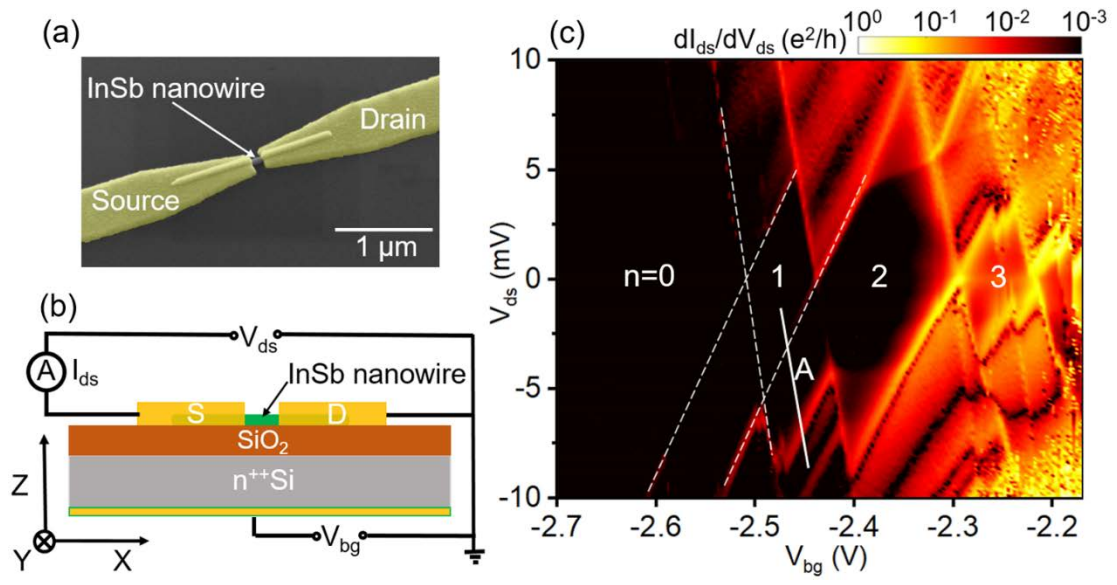 (a)
InSb nanowire
Drain
Source
1 μm
(b)
V_ds
A
I_ds
InSb nanowire
S
D
SiO₂
n⁺⁺Si
Z
Y
X
V_bg
(c)
dI_ds/dV_ds (e²/h)
10⁰ 10⁻¹ 10⁻² 10⁻³
V_ds (mV)
10
5
0
-5
-10
n=0 1 2 3
A
-2.7 -2.6 -2.5 -2.4 -2.3 -2.2
V_bg (V)